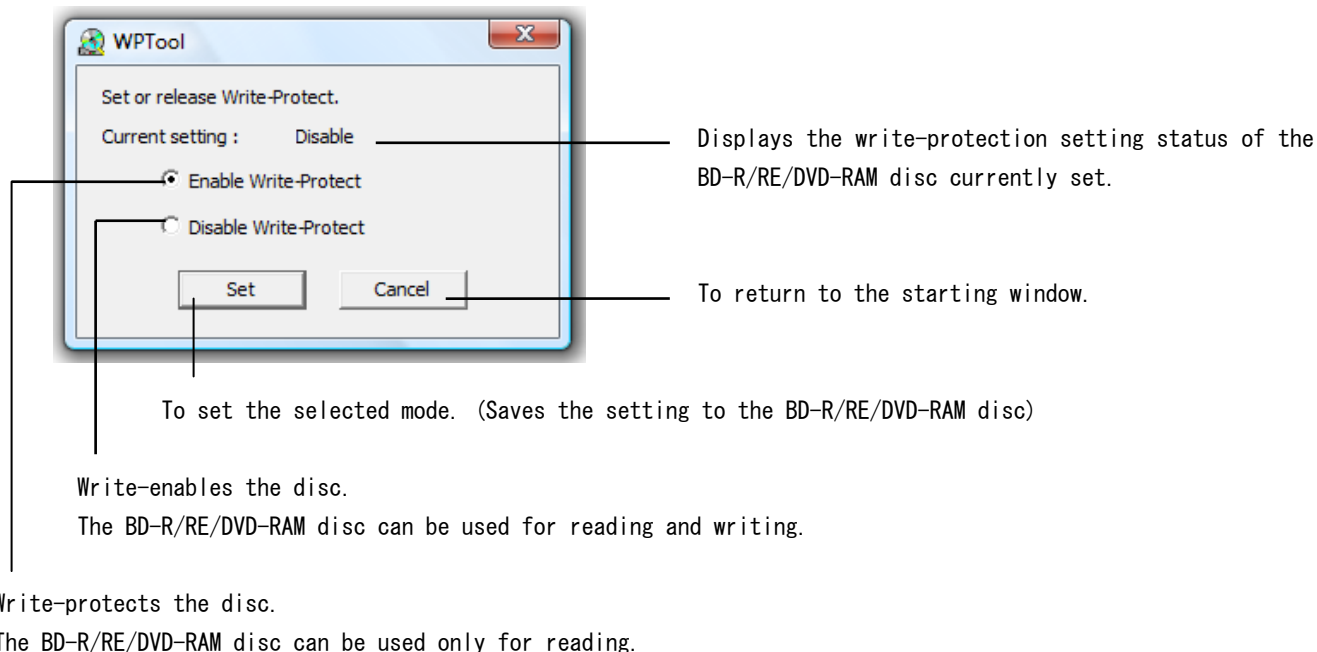 WPTool
Set or release Write-Protect.
Current setting : Disable
Enable Write-Protect
Disable Write-Protect
Set Cancel
Displays the write-protection setting status of the
BD-R/RE/DVD-RAM disc currently set.
To return to the starting window.
To set the selected mode. (Saves the setting to the BD-R/RE/DVD-RAM disc)
Write-enables the disc.
The BD-R/RE/DVD-RAM disc can be used for reading and writing.
Write-protects the disc.
The BD-R/RE/DVD-RAM disc can be used only for reading.